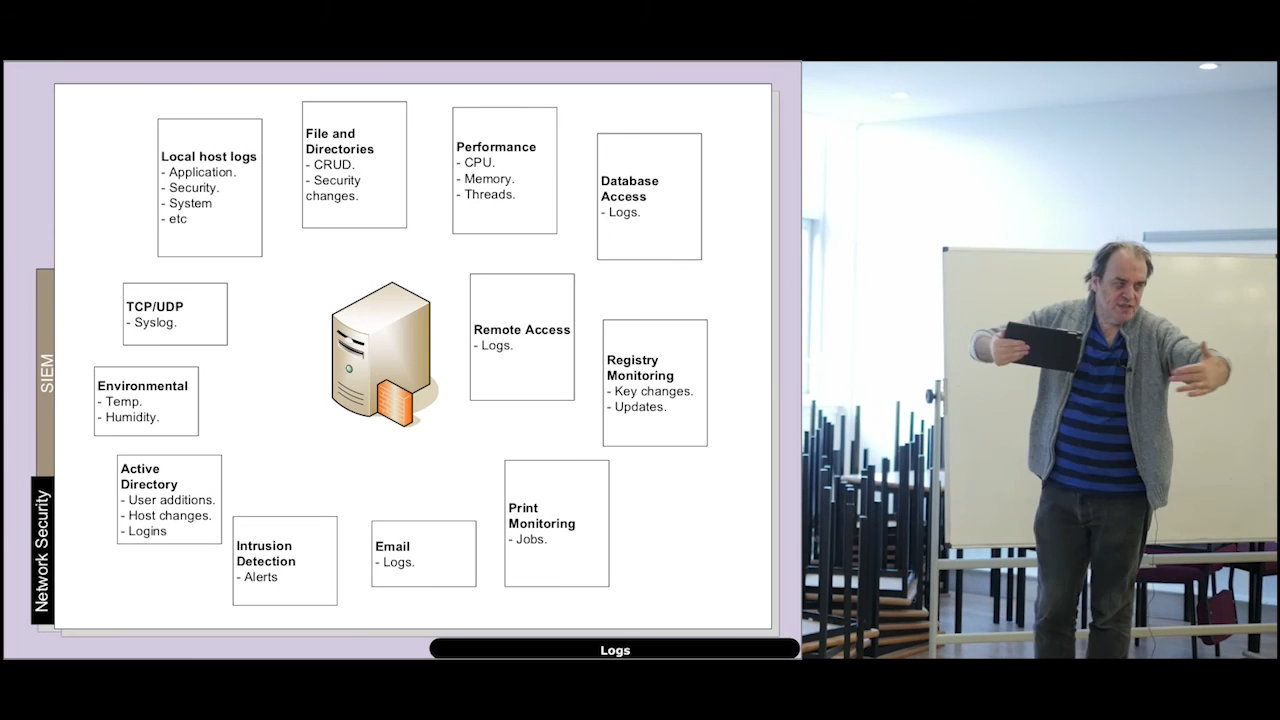 Local host logs
- Application.
- Security.
- System
- etc
File and
Directories
- CRUD.
- Security
changes.
Performance
- CPU.
- Memory.
- Threads.
Database
Access
- Logs.
TCP/UDP
- Syslog.
Remote Access
- Logs.
Registry
Monitoring
- Key changes.
- Updates.
Environmental
- Temp.
- Humidity.
Active
Directory
- User additions.
- Host changes.
- Logins
Intrusion
Detection
- Alerts
Email
- Logs.
Print
Monitoring
- Jobs.
SIEM
Network Security
Logs